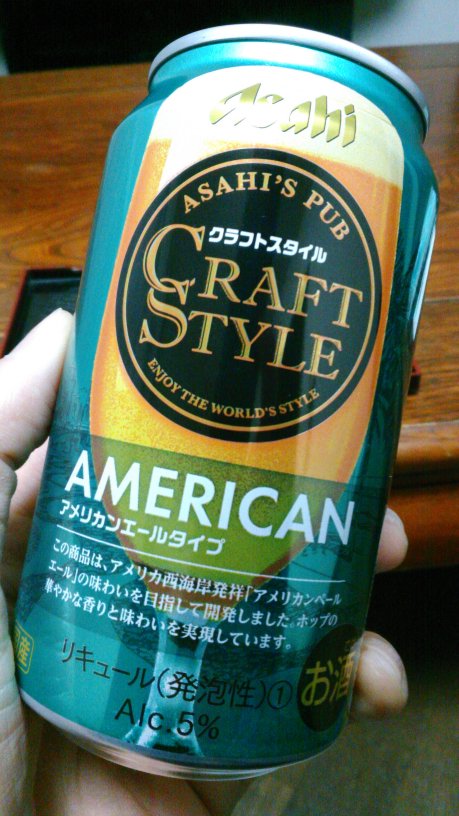 Asahi
ASAHI'S PUB
クラフトスタイル
CRAFT
STYLE
ENJOY THE WORLD'S STYLE
AMERICAN
アメリカンエールタイプ
この商品は、アメリカ西海岸発祥「アメリカンペール
エール」の味わいを目指して開発しました。ホップの
華やかな香りと味わいを実現しています。
リキュール(発泡性)①
Alc.5%
お酒